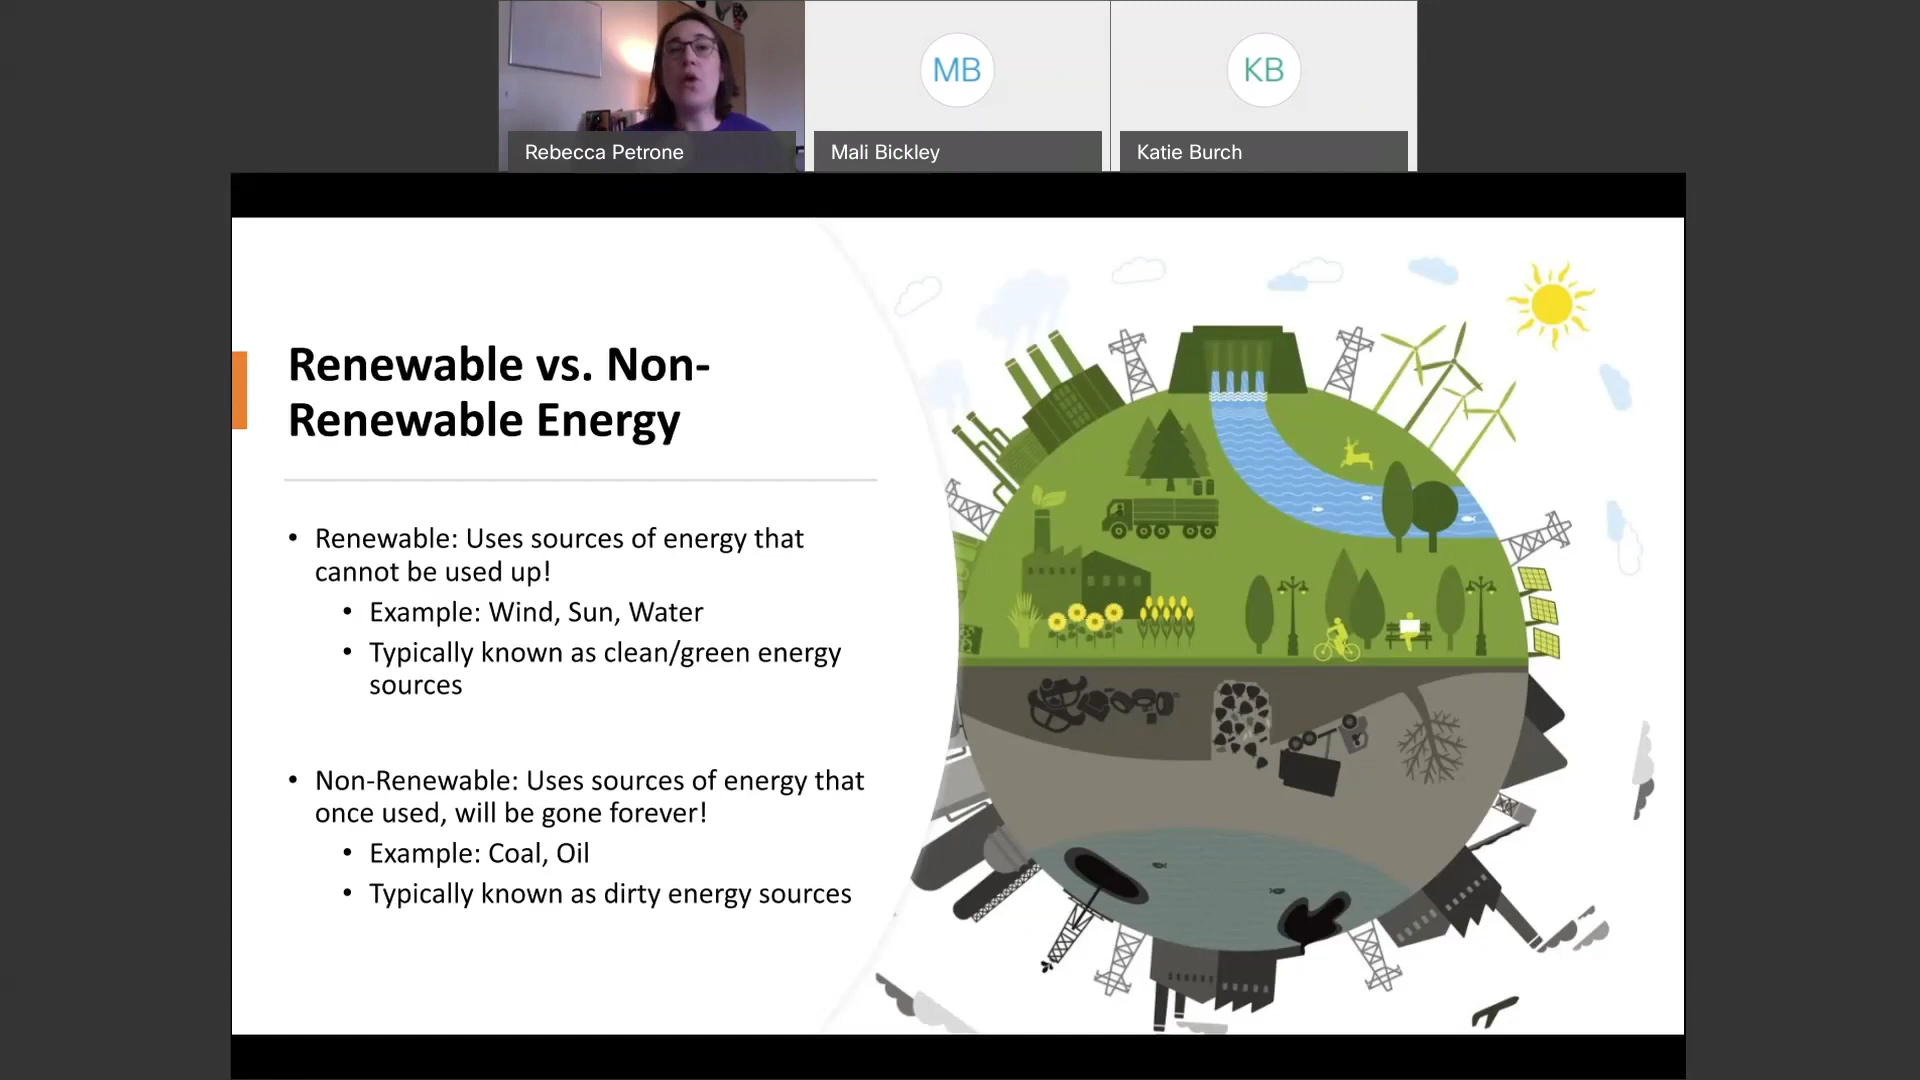 MB
KB
Rebecca Petrone
Mali Bickley
Katie Burch
Renewable vs. Non-
Renewable Energy
• Renewable: Uses sources of energy that
cannot be used up!
• Example: Wind, Sun, Water
• Typically known as clean/green energy
sources
• Non-Renewable: Uses sources of energy that
once used, will be gone forever!
• Example: Coal, Oil
• Typically known as dirty energy sources